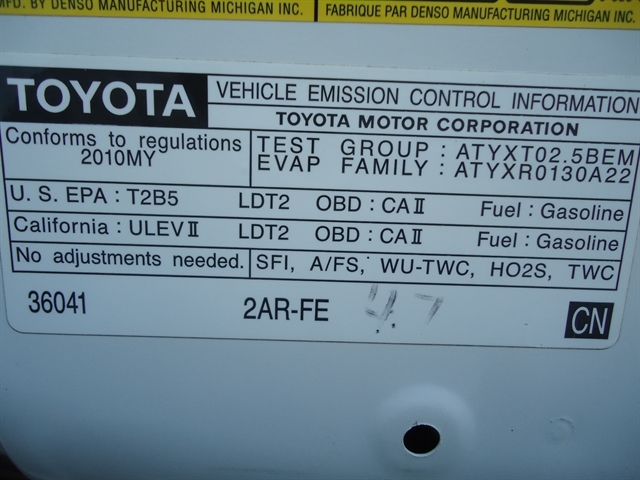 MFD. BY DENSO MANUFACTURING MICHIGAN INC.
FABRIQUE PAR DENSO MANUFACTURING MICHIGAN INC.
TOYOTA
VEHICLE EMISSION CONTROL INFORMATION
TOYOTA MOTOR CORPORATION
Conforms to regulations
2010MY
TEST GROUP : ATYXT02.5BEM
EVAP FAMILY : ATYXR0130A22
U. S. EPA : T2B5 LDT2 OBD : CAⅡ Fuel : Gasoline
California : ULEVⅡ LDT2 OBD : CAⅡ Fuel : Gasoline
No adjustments needed. SFI, A/FS, WU-TWC, HO2S, TWC
36041 2AR-FE 47 CN